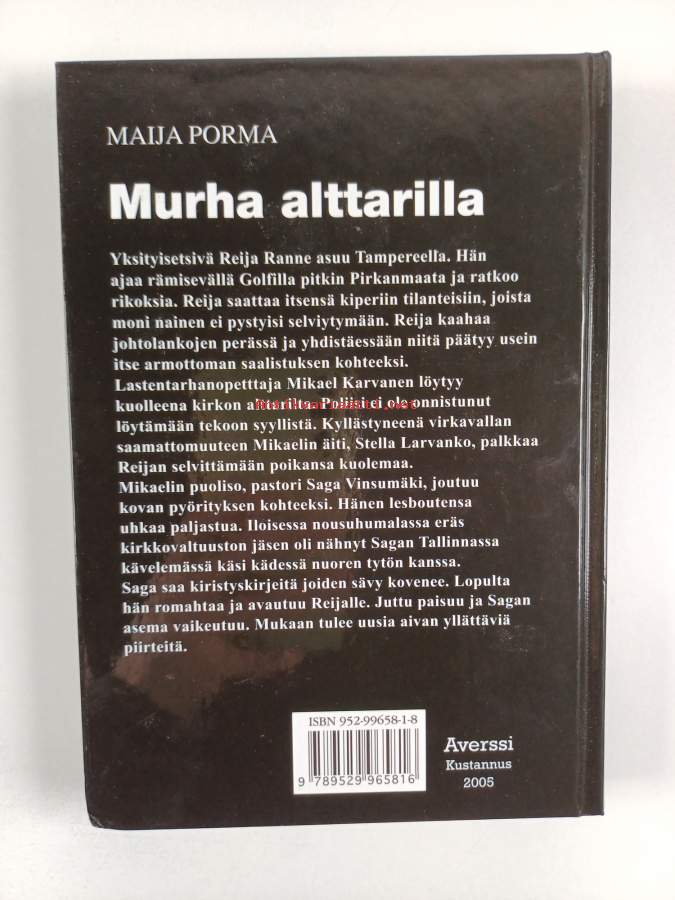 MAIJA PORMA
Murha alttarilla
Yksityisetsivä Reija Ranne asuu Tampereella. Hän
ajaa rämisevällä Golfilla pitkin Pirkanmaata ja ratkoo
rikoksia. Reija saattaa itsensä kiperiin tilanteisiin, joista
moni nainen ei pystyisi selviytymään. Reija kaahaa
johtolankojen perässä ja yhdistäessään niitä päätyy usein
itse armottoman saalistuksen kohteeksi.
Lastentarhanopetttaja Mikael Karvanen löytyy
kuolleena kirkon alttarilta. Poliisi ei ole onnistunut
löytämään tekoon syyllistä. Kyllästyneenä virkavallan
saamattomuuteen Mikaelin äiti, Stella Larvanko, palkkaa
Reijan selvittämään poikansa kuolemaa.
Mikaelin puoliso, pastori Saga Vinsumäki, joutuu
kovan pyörityksen kohteeksi. Hänen lesboutensa
uhkaa paljastua. Iloisessa nousuhumalassa eräs
kirkkovaltuuston jäsen oli nähnyt Sagan Tallinnassa
kävelemässä käsi kädessä nuoren tytön kanssa.
Saga saa kiristyskirjeitä joiden sävy kovenee. Lopulta
hän romahtaa ja avautuu Reijalle. Juttu paisuu ja Sagan
asema vaikeutuu. Mukaan tulee uusia aivan yllättäviä
piirteitä.
ISBN 952-99658-1-8
9 789529 965816
Averssi
Kustannus
2005